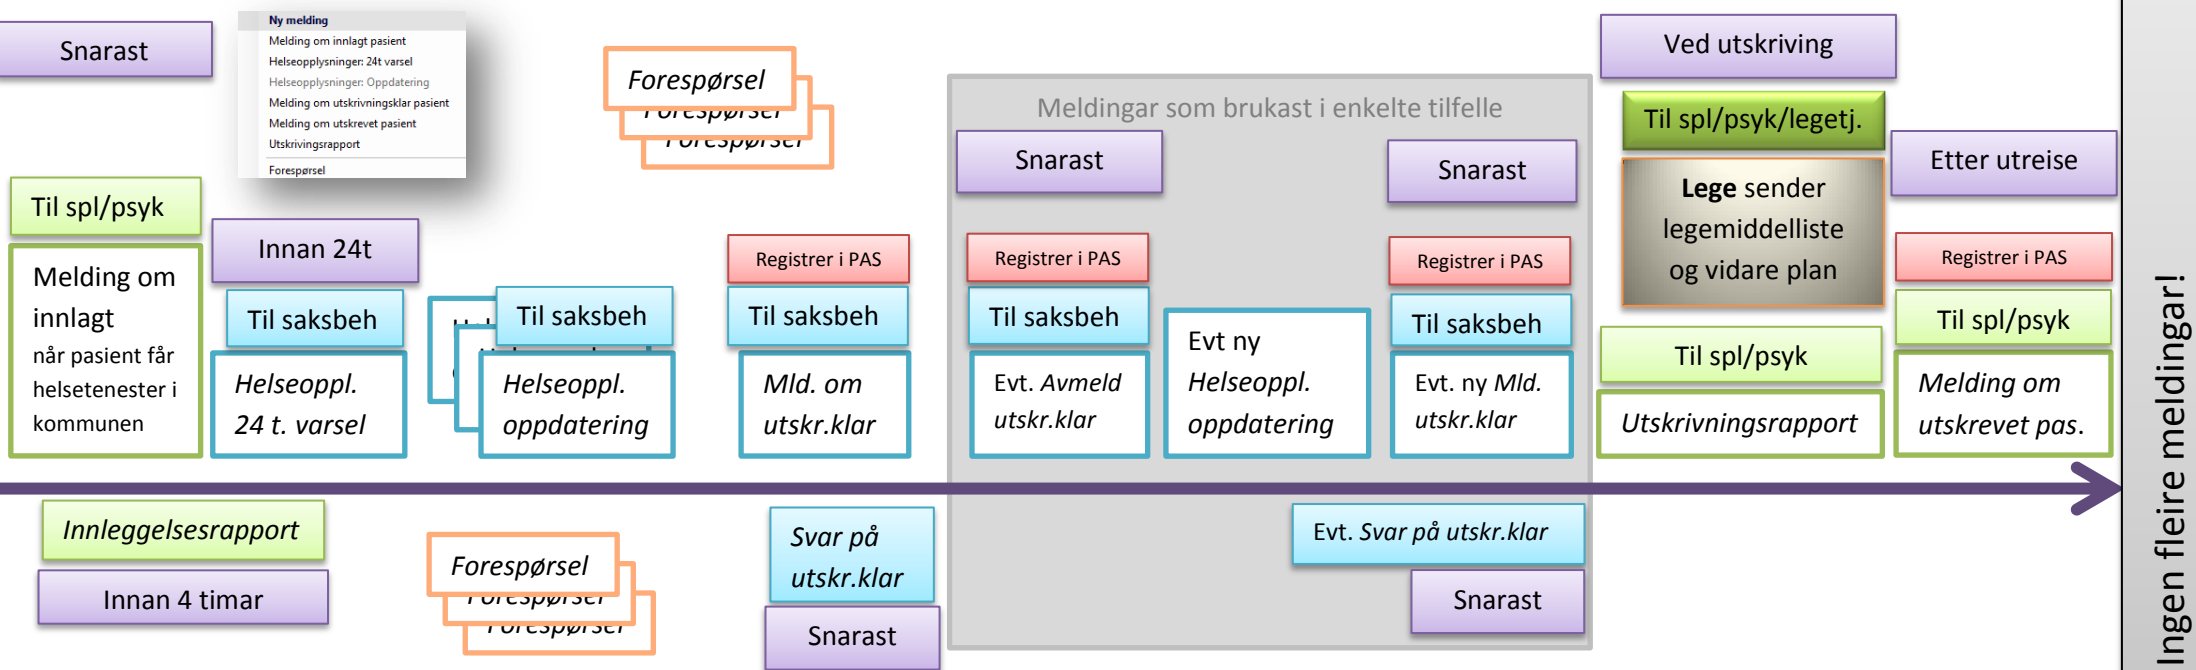 Snarast
Ny melding
Melding om innlagt pasient
Helseopplysninger: 24t varsel
Helseopplysninger: Oppdatering
Melding om utskrivningsklar pasient
Melding om utskrevet pasient
Utskrivingsrapport
Forespørsel
Forespørsel
Forespørsel
Forespørsel
Meldingar som brukast i enkelte tilfelle
Ved utskriving
Til spl/psyk/legetj.
Lege sender
legemiddelliste
og vidare plan
Snarast
Snarast
Etter utreise
Til spl/psyk
Melding om
innlagt
når pasient får
helsetenester i
kommunen
Innan 24t
Til saksbeh
Helseoppl.
24 t. varsel
Til saksbeh
Helseoppl.
oppdatering
Registrer i PAS
Til saksbeh
Mld. om
utskr.klar
Registrer i PAS
Til saksbeh
Evt. Avmeld
utskr.klar
Evt ny
Helseoppl.
oppdatering
Registrer i PAS
Til saksbeh
Evt. ny Mld.
utskr.klar
Til spl/psyk
Utskrivningsrapport
Registrer i PAS
Til spl/psyk
Melding om
utskrevet pas.
Innleggelsesrapport
Innan 4 timar
Forespørsel
Forespørsel
Forespørsel
Svar på
utskr.klar
Snarast
Evt. Svar på utskr.klar
Snarast
Ingen fleire meldingar!